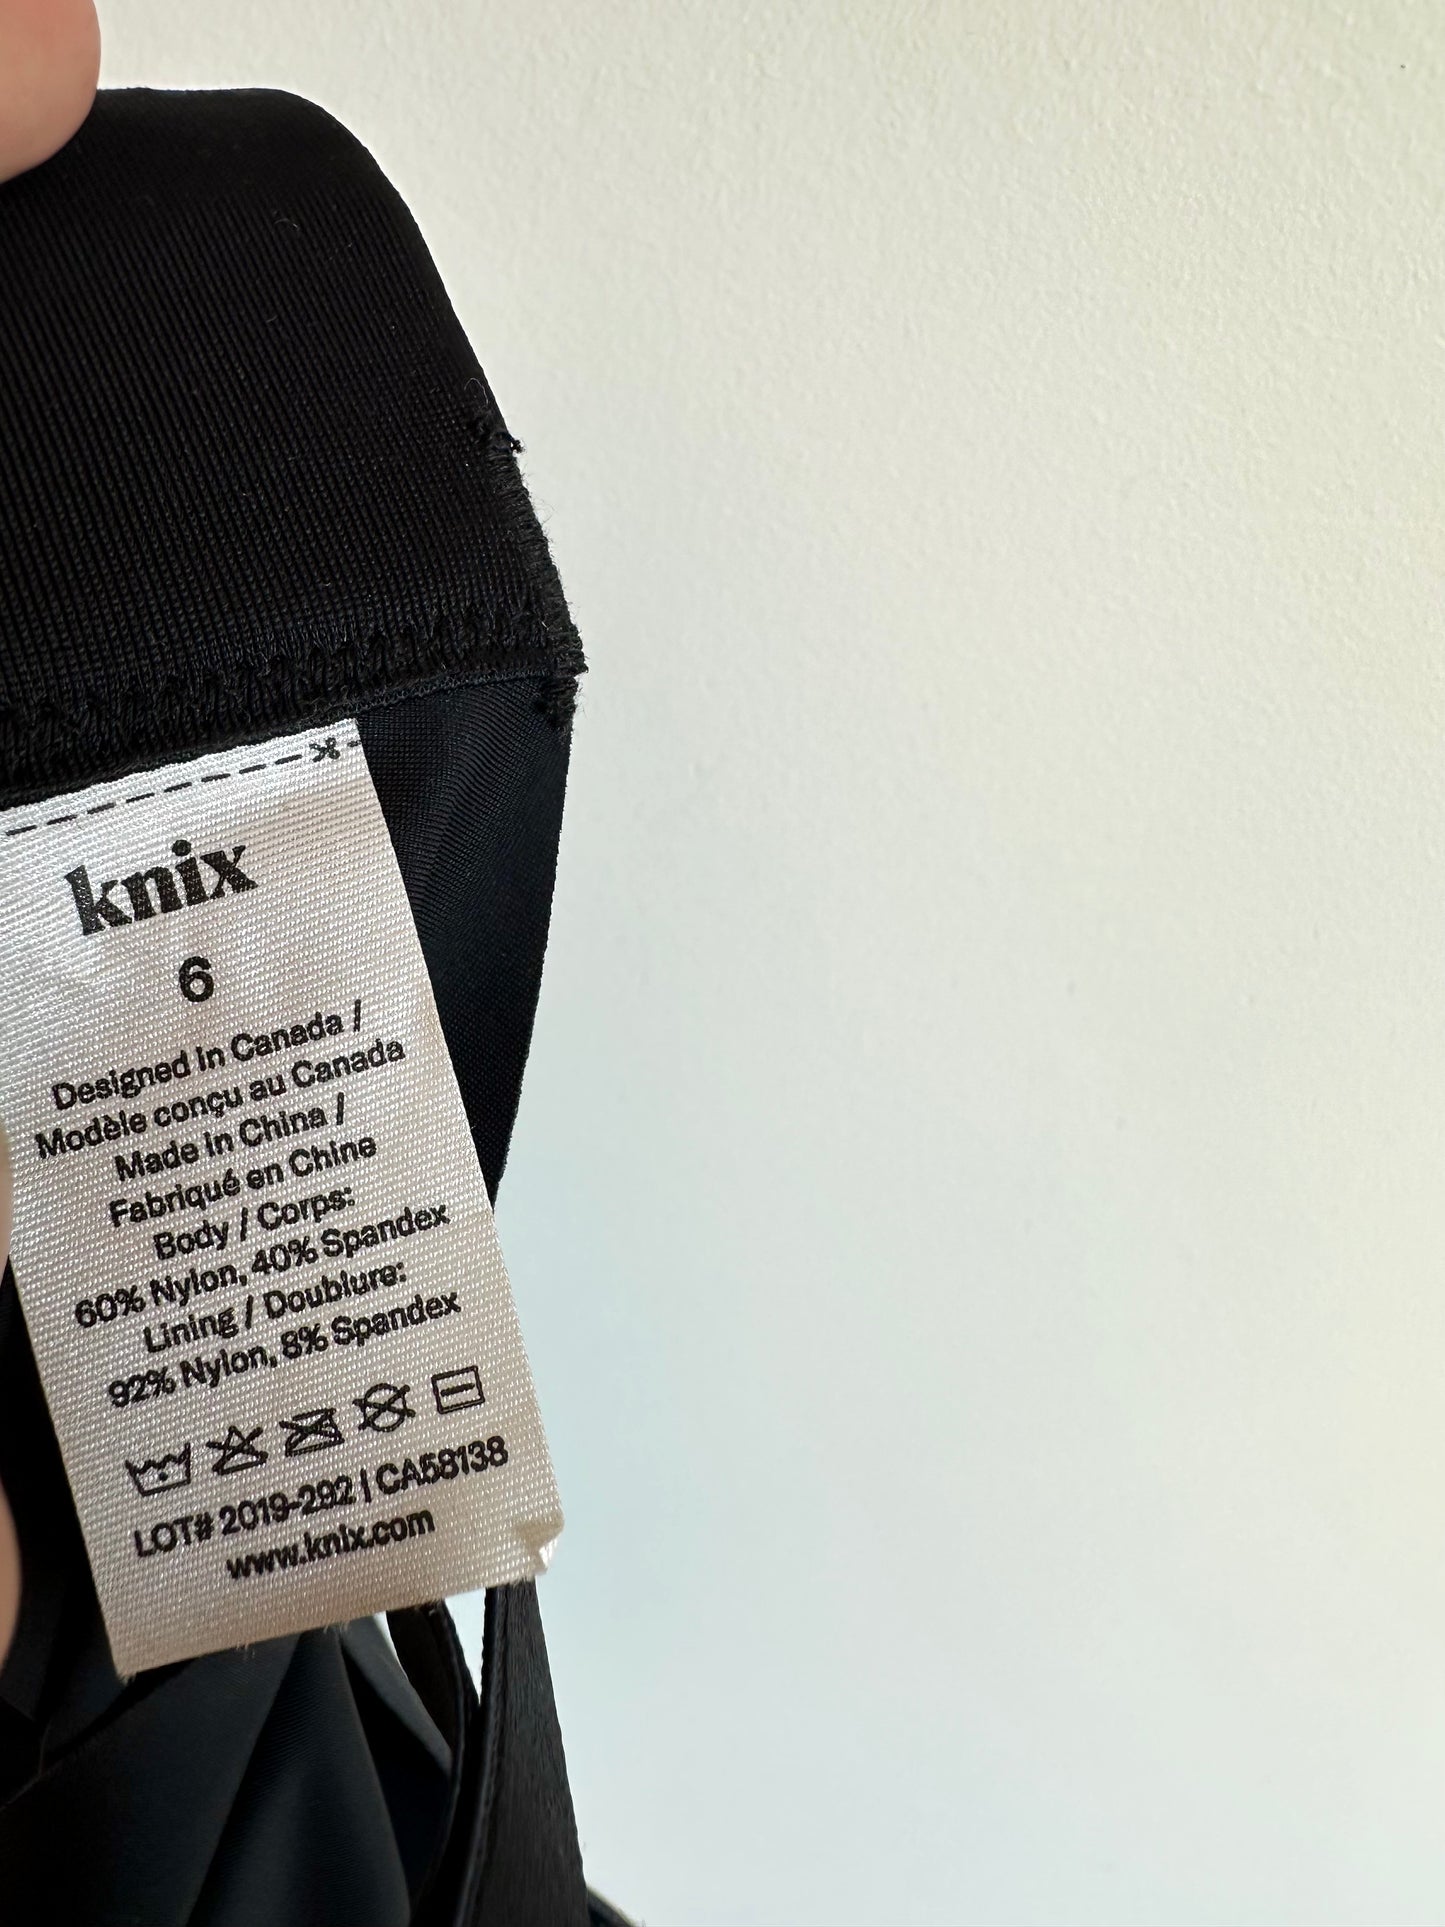 knix
6
Designed in Canada /
Modèle conçu au Canada
Made in China /
Fabriqué en Chine
Body / Corps:
60% Nylon, 40% Spandex
Lining / Doublure:
92% Nylon, 8% Spandex
LOT# 2019-292 | CA58138
www.knix.com